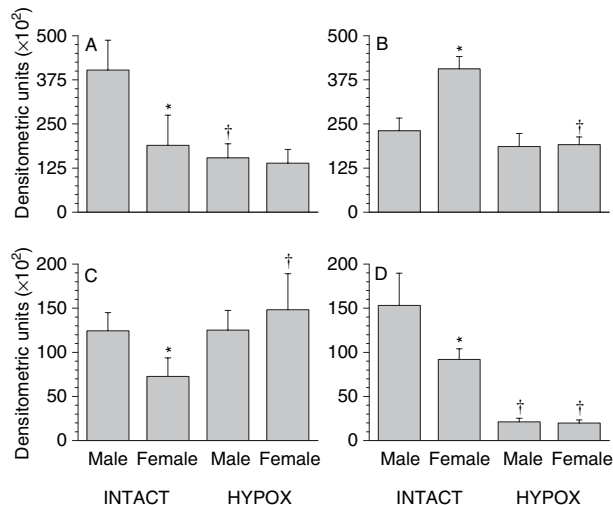 Densitometric units (×10²)
500
375
250
125
0
A
*
†
500
375
250
125
0
B
*
†
Densitometric units (×10²)
200
150
100
50
0
C
*
†
200
150
100
50
0
D
*
†
†
Male Female Male Female
INTACT HYPOX
Male Female Male Female
INTACT HYPOX